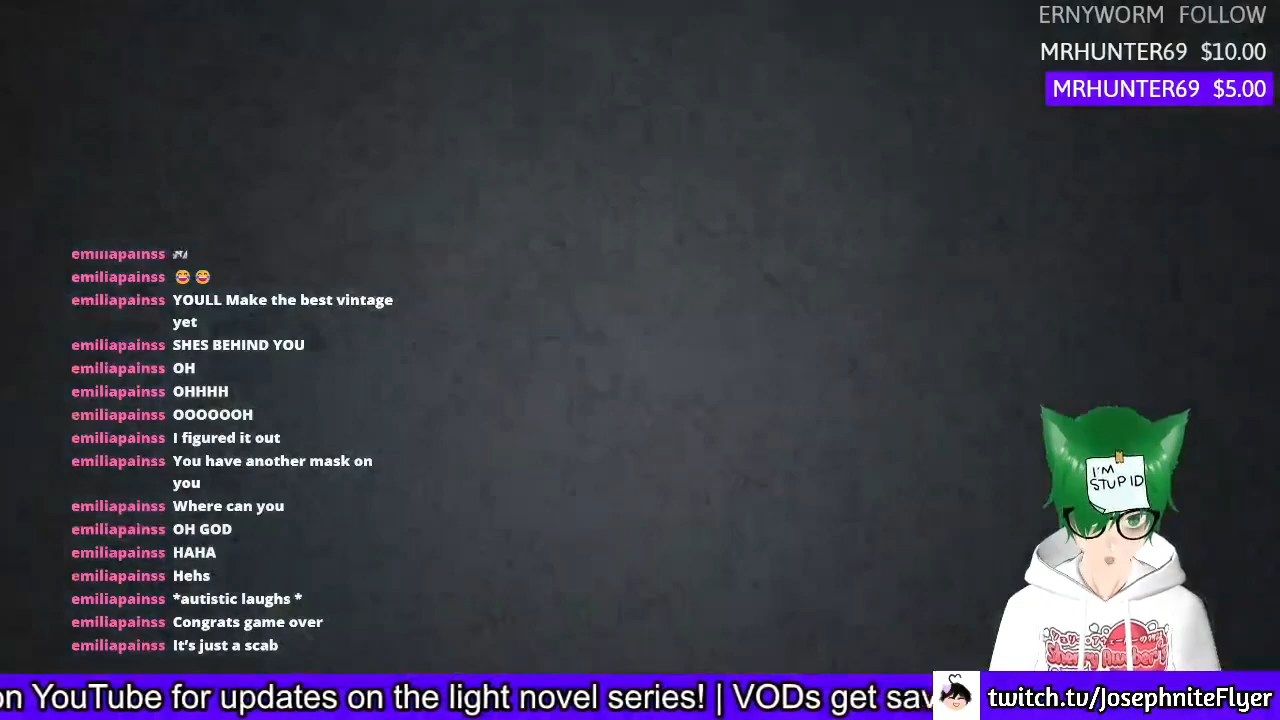 ERNYWORM FOLLOW
MRHUNTER69 $10.00
MRHUNTER69 $5.00
emiliapainss
emiliapainss 😂 😂
emiliapainss YOULL Make the best vintage
yet
emiliapainss SHES BEHIND YOU
emiliapainss OH
emiliapainss OHHHH
emiliapainss OOOOOOH
emiliapainss I figured it out
emiliapainss You have another mask on
you
emiliapainss Where can you
emiliapainss OH GOD
emiliapainss HAHA
emiliapainss Hehs
emiliapainss *autistic laughs *
emiliapainss Congrats game over
emiliapainss It’s just a scab
I'M
STUPID
on YouTube for updates on the light novel series! | VODs get sav
twitch.tv/JosephniteFlyer